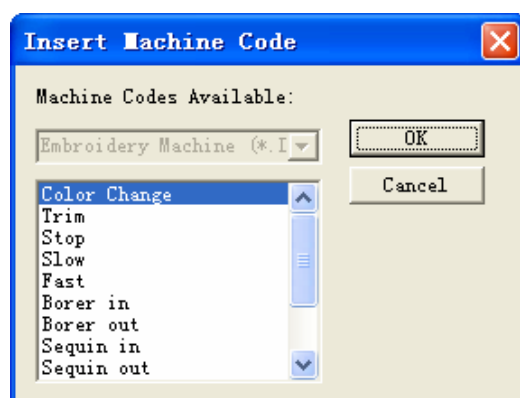 Insert Machine Code
Machine Codes Available:
Embroidery Machine (*.I
OK
Cancel
Color Change
Trim
Stop
Slow
Fast
Borer in
Borer out
Sequin in
Sequin out